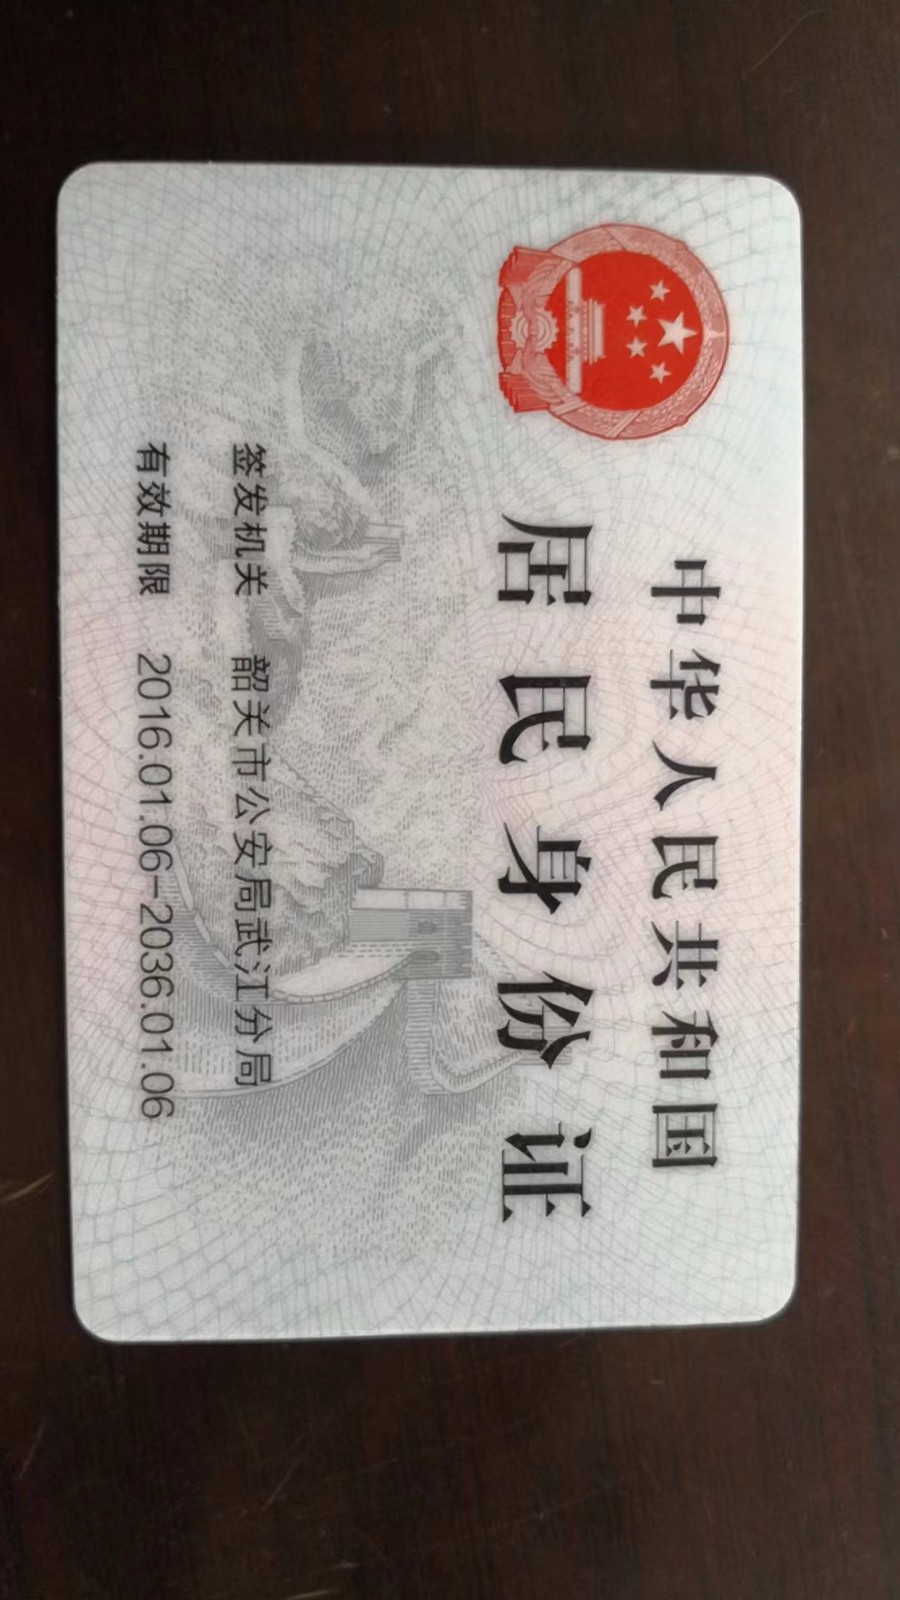 中华人民共和国
居民身份证
签发机关 韶关市公安局武江分局
有效期限 2016.01.06-2036.01.06